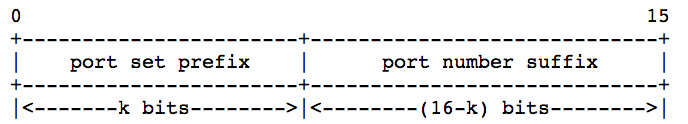 0                                                     15
+-----------------------+-----------------------------+
|    port set prefix    |      port number suffix     |
+-----------------------+-----------------------------+
|<-------k bits-------->|<--------(16-k) bits-------->|